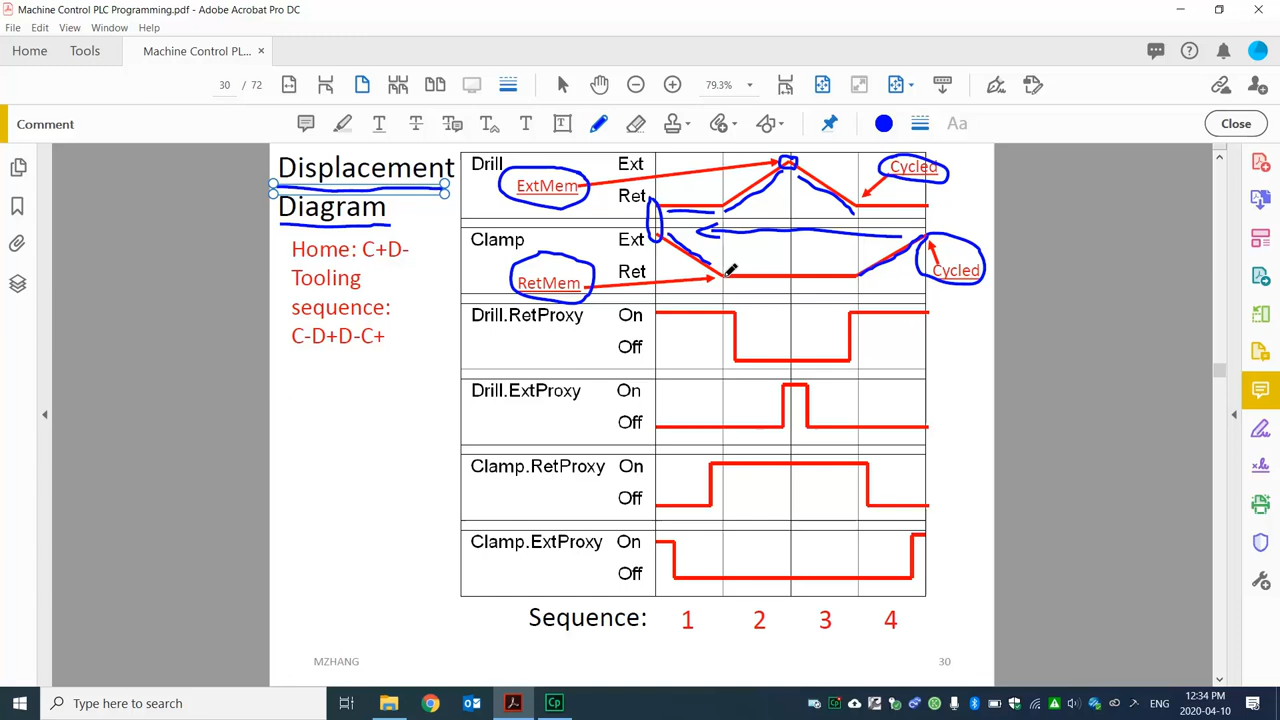 Machine Control PLC Programming.pdf - Adobe Acrobat Pro DC
File Edit View Window Help
Home Tools Machine Control PL... ×
30 / 72 79.3%
Comment Aa Close
Displacement
Diagram
Home: C+D-
Tooling
sequence:
C-D+D-C+
Drill Ext
ExtMem Cycled
Ret
Clamp Ext
Ret Cycled
RetMem
Drill.RetProxy On
Off
Drill.ExtProxy On
Off
Clamp.RetProxy On
Off
Clamp.ExtProxy On
Off
Sequence: 1 2 3 4
MZHANG 30
Type here to search
ENG
12:34 PM
2020-04-10